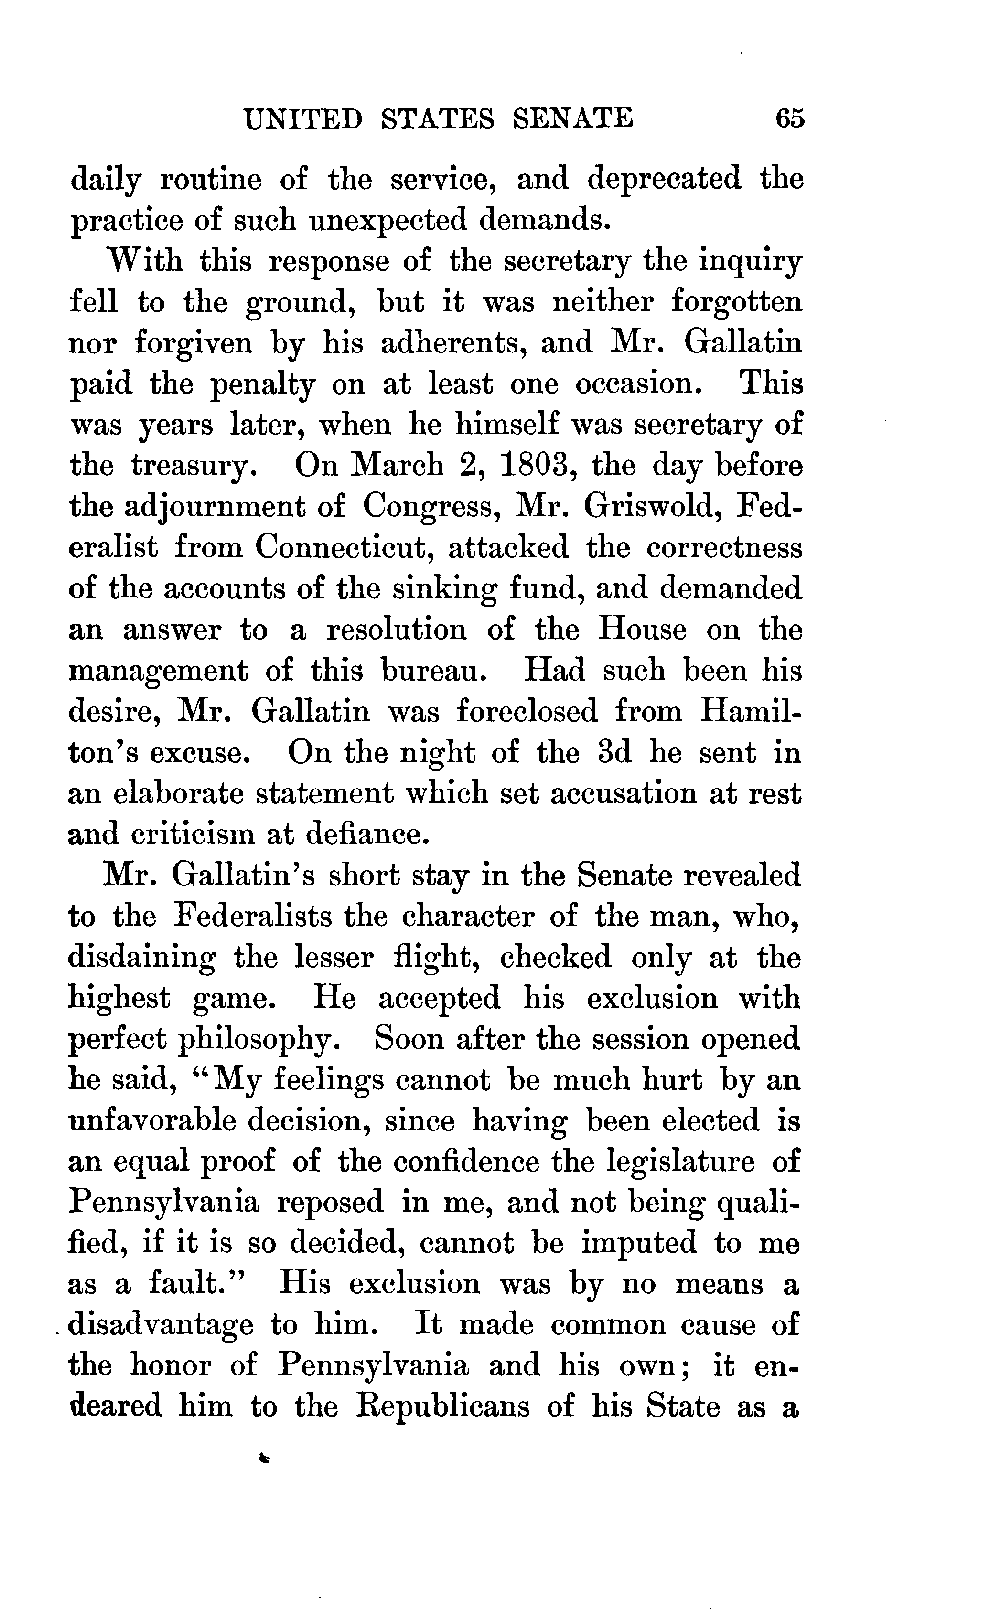 UNITED STATES SENATE 65
daily routine of the service, and deprecated the
practice of such unexpected demands.
With this response of the secretary the inquiry
fell to the ground, but it was neither forgotten
nor forgiven by his adherents, and Mr. Gallatin
paid the penalty on at least one occasion. This
was years later, when he himself was secretary of
the treasury. On March 2, 1803, the day before
the adjournment of Congress, Mr. Griswold, Fed-
eralist from Connecticut, attacked the correctness
of the accounts of the sinking fund, and demanded
an answer to a resolution of the House on the
management of this bureau. Had such been his
desire, Mr. Gallatin was foreclosed from Hamil-
ton's excuse. On the night of the 3d he sent in
an elaborate statement which set accusation at rest
and criticism at defiance.
Mr. Gallatin's short stay in the Senate revealed
to the Federalists the character of the man, who,
disdaining the lesser flight, checked only at the
highest game. He accepted his exclusion with
perfect philosophy. Soon after the session opened
he said, "My feelings cannot be much hurt by an
unfavorable decision, since having been elected is
an equal proof of the confidence the legislature of
Pennsylvania reposed in me, and not being quali-
fied, if it is so decided, cannot be imputed to me
as a fault." His exclusion was by no means a
disadvantage to him. It made common cause of
the honor of Pennsylvania and his own; it en-
deared him to the Republicans of his State as a